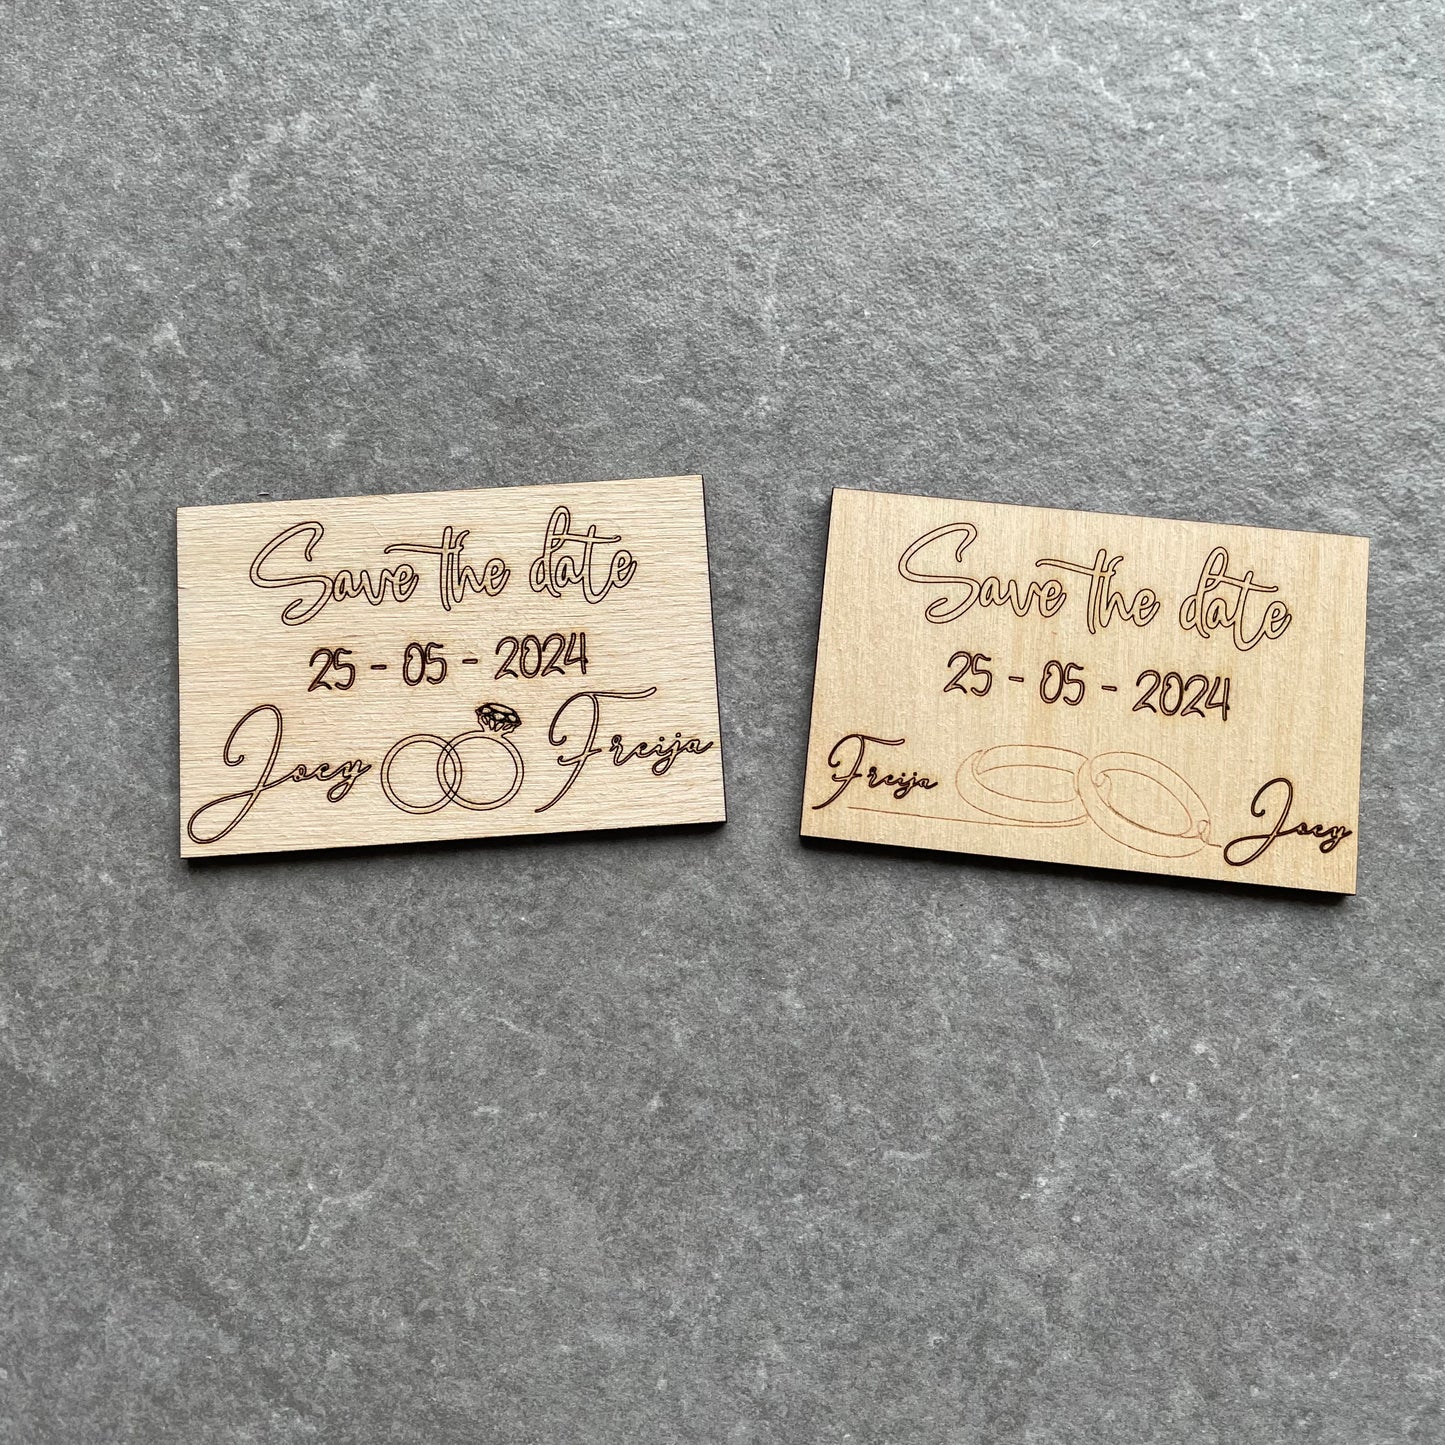 Save the date
25 - 05 - 2024
Joey Freija
Save the date
25 - 05 - 2024
Freija Joey